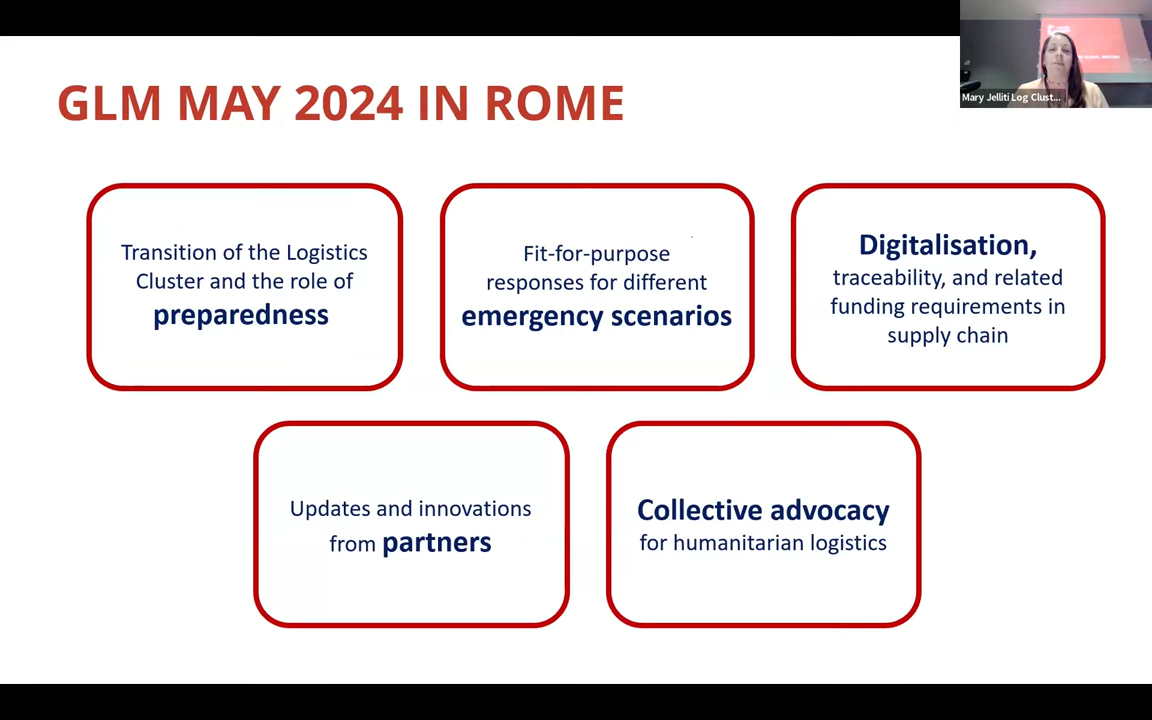 GLM MAY 2024 IN ROME
Mary Jelliti Log Clust...
Transition of the Logistics
Cluster and the role of
preparedness
Fit-for-purpose
responses for different
emergency scenarios
Digitalisation,
traceability, and related
funding requirements in
supply chain
Updates and innovations
from partners
Collective advocacy
for humanitarian logistics